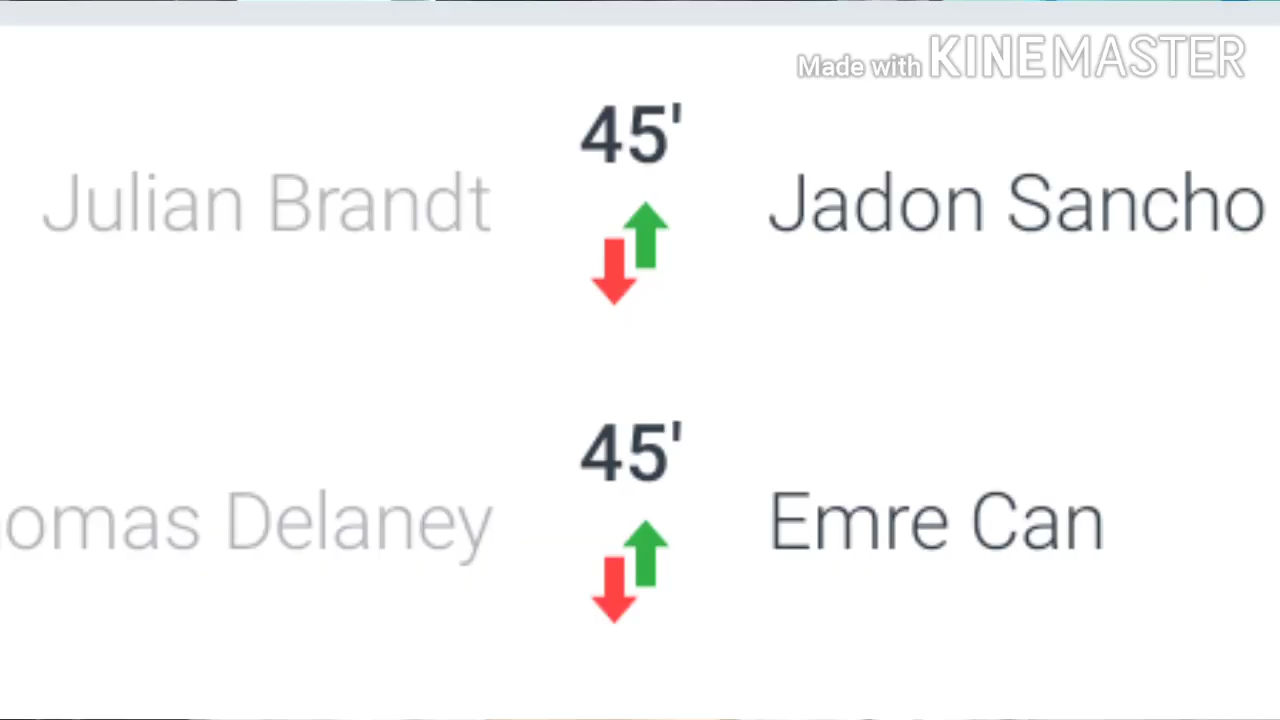 Made with KINEMASTER
45'
Julian Brandt Jadon Sancho
45'
omas Delaney Emre Can